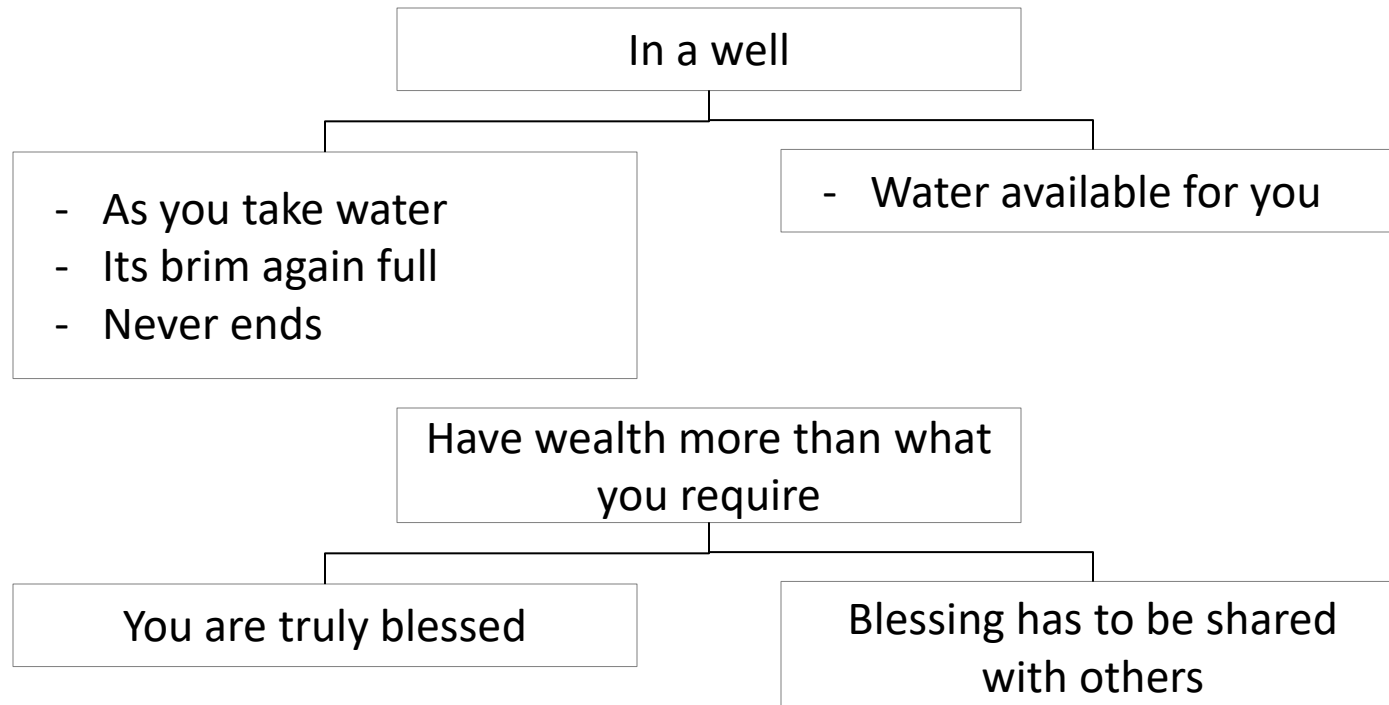 In a well
- As you take water
- Its brim again full
- Never ends
- Water available for you
Have wealth more than what
you require
You are truly blessed
Blessing has to be shared
with others